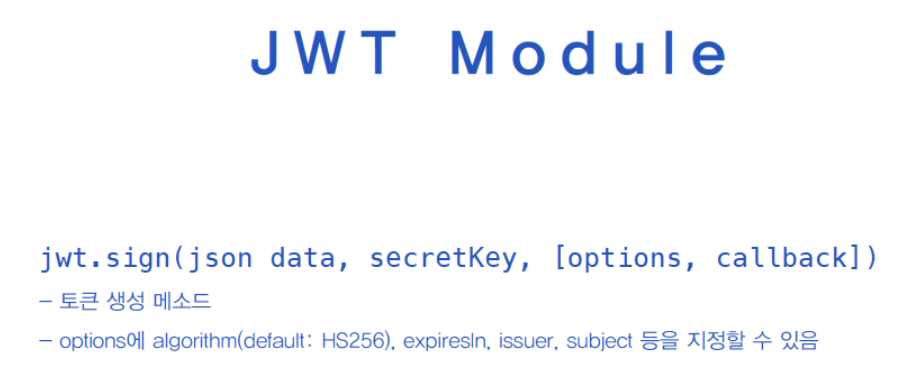 JWT Module
jwt.sign(json data, secretKey, [options, callback])
– 토큰 생성 메소드
– options에 algorithm(default: HS256), expiresIn, issuer, subject 등을 지정할 수 있음